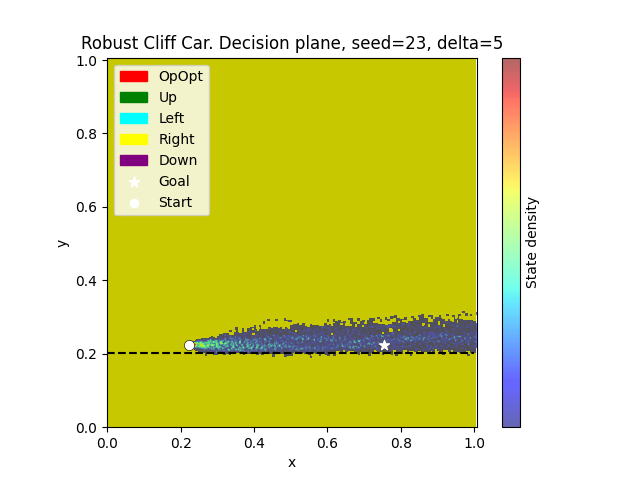 Robust Cliff Car. Decision plane, seed=23, delta=5
1.0
0.8
0.6
0.4
0.2
0.0
y
OpOpt
Up
Left
Right
Down
Goal
Start
0.0 0.2 0.4 0.6 0.8 1.0
x
State density